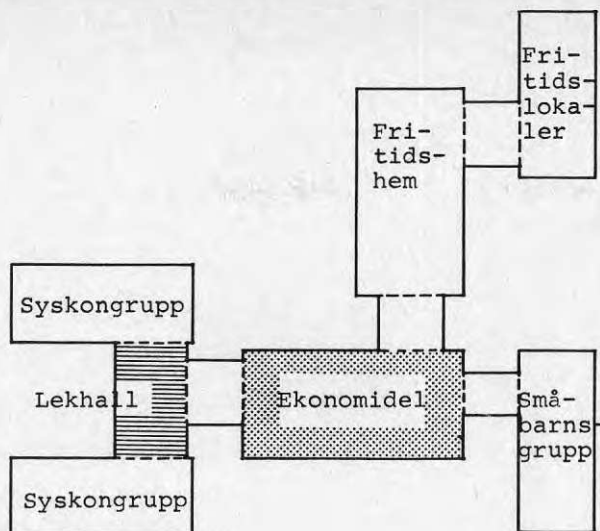 Fri-
tids-
loka-
ler
Fri-
tids-
hem
Syskongrupp
Lekhall
Ekonomidel
Små-
barns
grupp
Syskongrupp